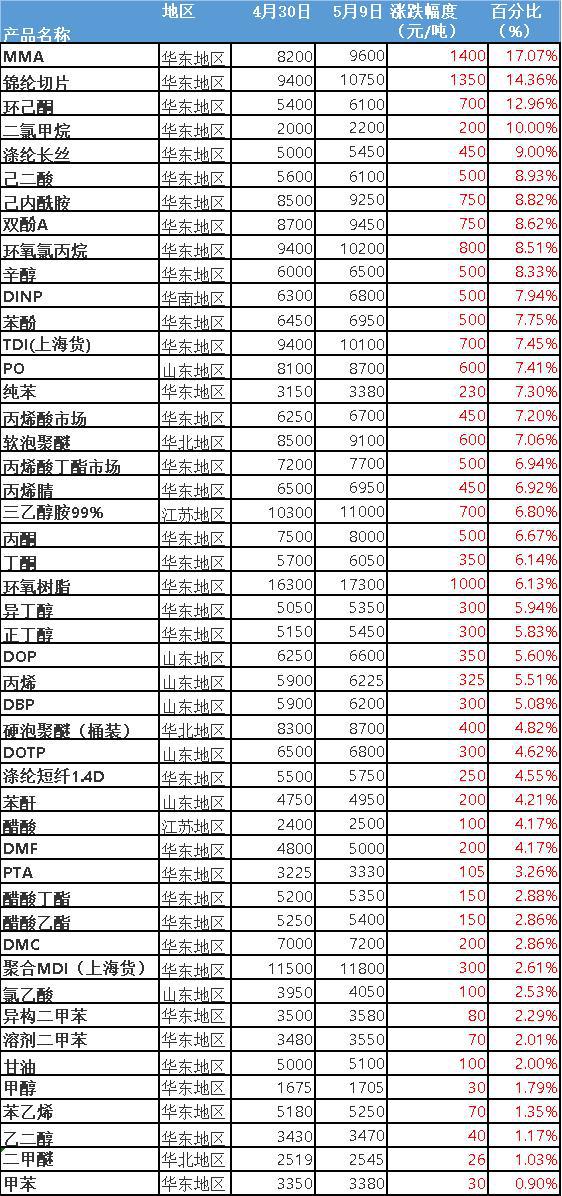 产品名称 地区 4月30日 5月9日 涨跌幅度（元/吨） 百分比（%）
MMA 华东地区 8200 9600 1400 17.07%
锦纶切片 华东地区 9400 10750 1350 14.36%
环己酮 华东地区 5400 6100 700 12.96%
二氯甲烷 华东地区 2000 2200 200 10.00%
涤纶长丝 华东地区 5000 5450 450 9.00%
己二酸 华东地区 5600 6100 500 8.93%
己内酰胺 华东地区 8500 9250 750 8.82%
双酚A 华东地区 8700 9450 750 8.62%
环氧氯丙烷 华东地区 9400 10200 800 8.51%
辛醇 华东地区 6000 6500 500 8.33%
DINP 华南地区 6300 6800 500 7.94%
苯酚 华东地区 6450 6950 500 7.75%
TDI(上海货) 华东地区 9400 10100 700 7.45%
PO 山东地区 8100 8700 600 7.41%
纯苯 华东地区 3150 3380 230 7.30%
丙烯酸市场 华东地区 6250 6700 450 7.20%
软泡聚醚 华北地区 8500 9100 600 7.06%
丙烯酸丁酯市场 华东地区 7200 7700 500 6.94%
丙烯腈 华东地区 6500 6950 450 6.92%
三乙醇胺99% 江苏地区 10300 11000 700 6.80%
丙酮 华东地区 7500 8000 500 6.67%
丁酮 华东地区 5700 6050 350 6.14%
环氧树脂 华东地区 16300 17300 1000 6.13%
异丁醇 华东地区 5050 5350 300 5.94%
正丁醇 华东地区 5150 5450 300 5.83%
DOP 山东地区 6250 6600 350 5.60%
丙烯 山东地区 5900 6225 325 5.51%
DBP 山东地区 5900 6200 300 5.08%
硬泡聚醚（桶装） 华北地区 8300 8700 400 4.82%
DOTP 山东地区 6500 6800 300 4.62%
涤纶短纤1.4D 华东地区 5500 5750 250 4.55%
苯酐 山东地区 4750 4950 200 4.21%
醋酸 江苏地区 2400 2500 100 4.17%
DMF 华东地区 4800 5000 200 4.17%
PTA 华东地区 3225 3330 105 3.26%
醋酸丁酯 华东地区 5200 5350 150 2.88%
醋酸乙酯 华东地区 5250 5400 150 2.86%
DMC 华东地区 7000 7200 200 2.86%
聚合MDI（上海货） 华东地区 11500 11800 300 2.61%
氯乙酸 山东地区 3950 4050 100 2.53%
异构二甲苯 华东地区 3500 3580 80 2.29%
溶剂二甲苯 华东地区 3480 3550 70 2.01%
甘油 华东地区 5000 5100 100 2.00%
甲醇 华东地区 1675 1705 30 1.79%
苯乙烯 华东地区 5180 5250 70 1.35%
乙二醇 华东地区 3430 3470 40 1.17%
二甲醚 华北地区 2519 2545 26 1.03%
甲苯 华东地区 3350 3380 30 0.90%